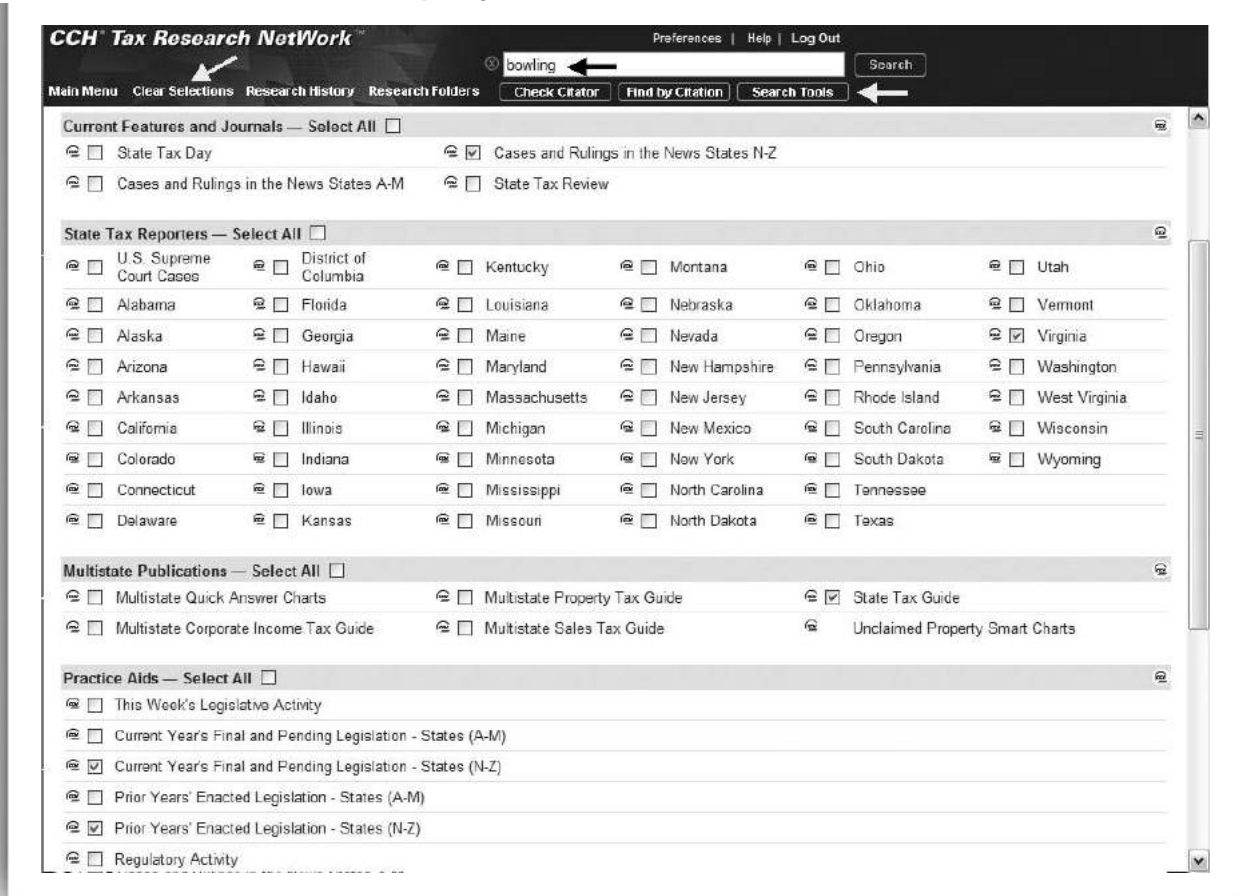 CCH® Tax Research NetWork™
Preferences | Help | Log Out
bowling
Search
Main Menu Clear Selections Research History Research Folders Check Citator Find by Citation Search Tools
Current Features and Journals — Select All
State Tax Day Cases and Rulings in the News States N-Z
Cases and Rulings in the News States A-M State Tax Review
State Tax Reporters — Select All
U.S. Supreme Court Cases District of Columbia Kentucky Montana Ohio Utah
Alabama Florida Louisiana Nebraska Oklahoma Vermont
Alaska Georgia Maine Nevada Oregon Virginia
Arizona Hawaii Maryland New Hampshire Pennsylvania Washington
Arkansas Idaho Massachusetts New Jersey Rhode Island West Virginia
California Illinois Michigan New Mexico South Carolina Wisconsin
Colorado Indiana Minnesota New York South Dakota Wyoming
Connecticut Iowa Mississippi North Carolina Tennessee
Delaware Kansas Missouri North Dakota Texas
Multistate Publications — Select All
Multistate Quick Answer Charts Multistate Property Tax Guide State Tax Guide
Multistate Corporate Income Tax Guide Multistate Sales Tax Guide Unclaimed Property Smart Charts
Practice Aids — Select All
This Week's Legislative Activity
Current Year's Final and Pending Legislation - States (A-M)
Current Year's Final and Pending Legislation - States (N-Z)
Prior Years' Enacted Legislation - States (A-M)
Prior Years' Enacted Legislation - States (N-Z)
Regulatory Activity